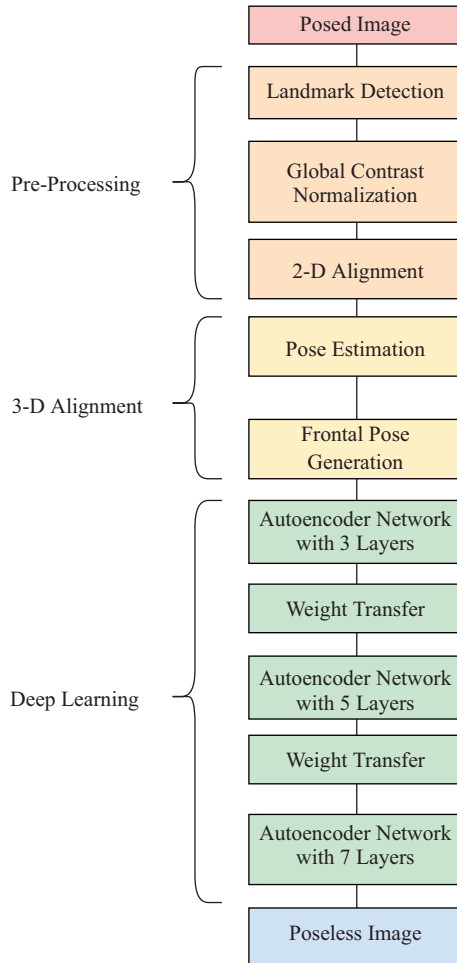 Posed Image
Landmark Detection
Pre-Processing
Global Contrast
Normalization
2-D Alignment
Pose Estimation
3-D Alignment
Frontal Pose
Generation
Autoencoder Network
with 3 Layers
Weight Transfer
Deep Learning
Autoencoder Network
with 5 Layers
Weight Transfer
Autoencoder Network
with 7 Layers
Poseless Image